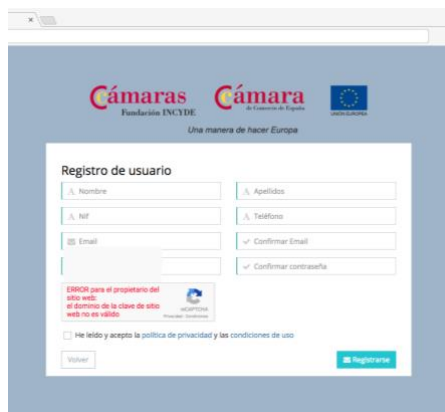 Cámaras
Fundación INCYDE
Cámara
de Comercio de España
UNIÓN EUROPEA
Una manera de hacer Europa
Registro de usuario
Nombre
Apellidos
Nif
Teléfono
Email
Confirmar Email
Confirmar contraseña
ERROR para el propietario del
sitio web:
el dominio de la clave de sitio
web no es válido
reCAPTCHA
Privacidad - Condiciones
He leído y acepto la política de privacidad y las condiciones de uso
Volver
Registrarse